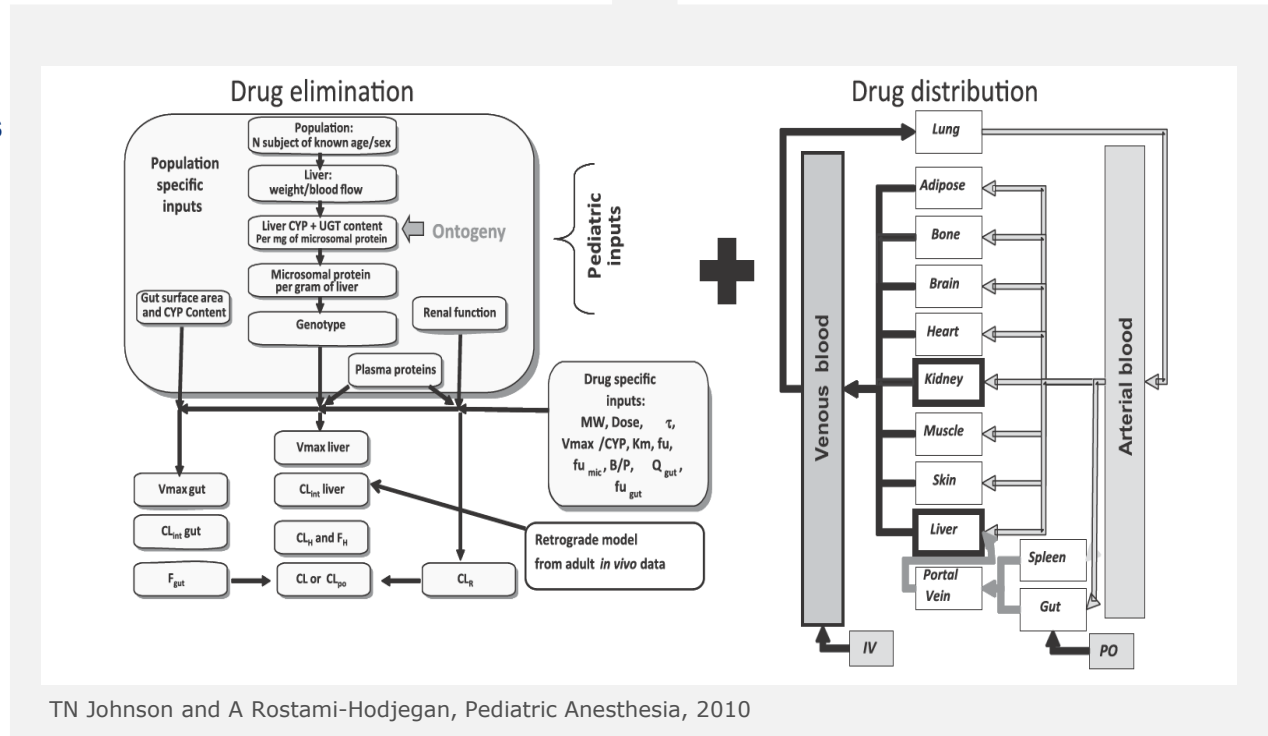 s
Drug elimination
Population
specific
inputs
Population:
N subject of known age/sex
Liver:
weight/blood flow
Liver CYP + UGT content
Per mg of microsomal protein
Ontogeny
Microsomal protein
per gram of liver
Gut surface area
and CYP Content
Genotype
Renal function
Plasma proteins
Pediatric
inputs
Drug specific
inputs:
MW, Dose, τ,
Vmax /CYP, Km, fu,
fu mic, B/P, Q gut,
fu gut
Vmax liver
Vmax gut
CLint liver
CLint gut
CLH and FH
Retrograde model
from adult in vivo data
Fgut
CL or CLpo
CLR
Drug distribution
Lung
Adipose
Bone
Brain
Heart
Kidney
Muscle
Skin
Liver
Portal
Vein
Spleen
Gut
Venous blood
Arterial blood
IV
PO
TN Johnson and A Rostami-Hodjegan, Pediatric Anesthesia, 2010